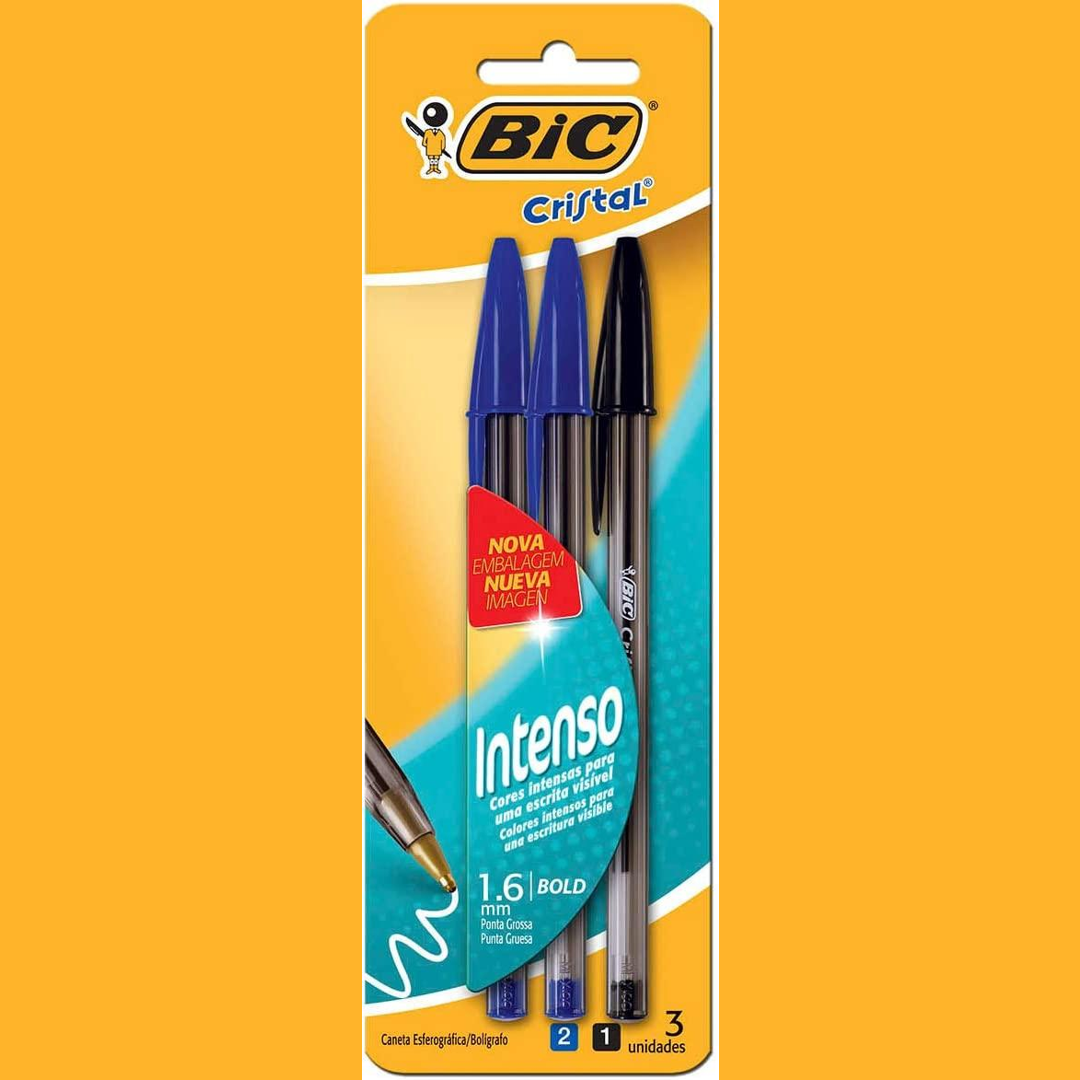 BIC®
Cristal®
NOVA
EMBALAGEM
NUEVA
IMAGEN
BIC Cris
Intenso
Cores intensas para
uma escrita visível
Colores intensos para
una escritura visible
1.6 BOLD
mm
Ponta Grossa
Punta Gruesa
Caneta Esferográfica/Bolígrafo
2 1 3
unidades